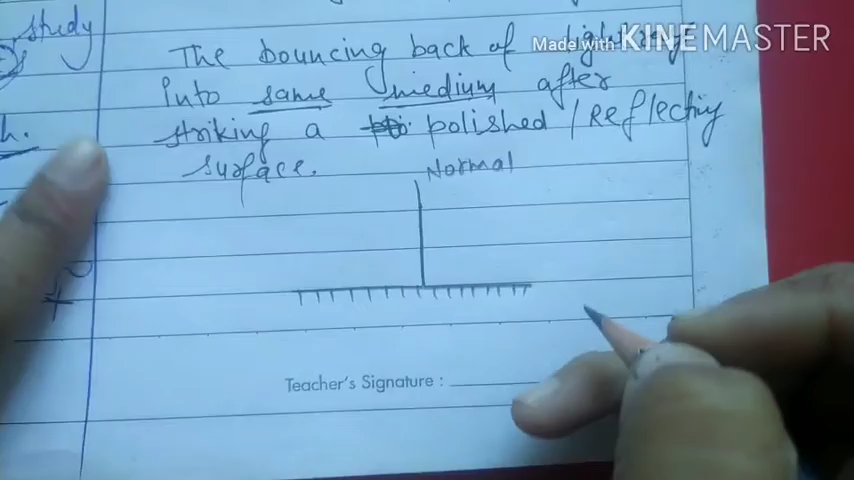 study
The bouncing back of light
Made with KINEMASTER
into same medium after
h.
striking a polished / Reflecting
surface.
Normal
Teacher's Signature :